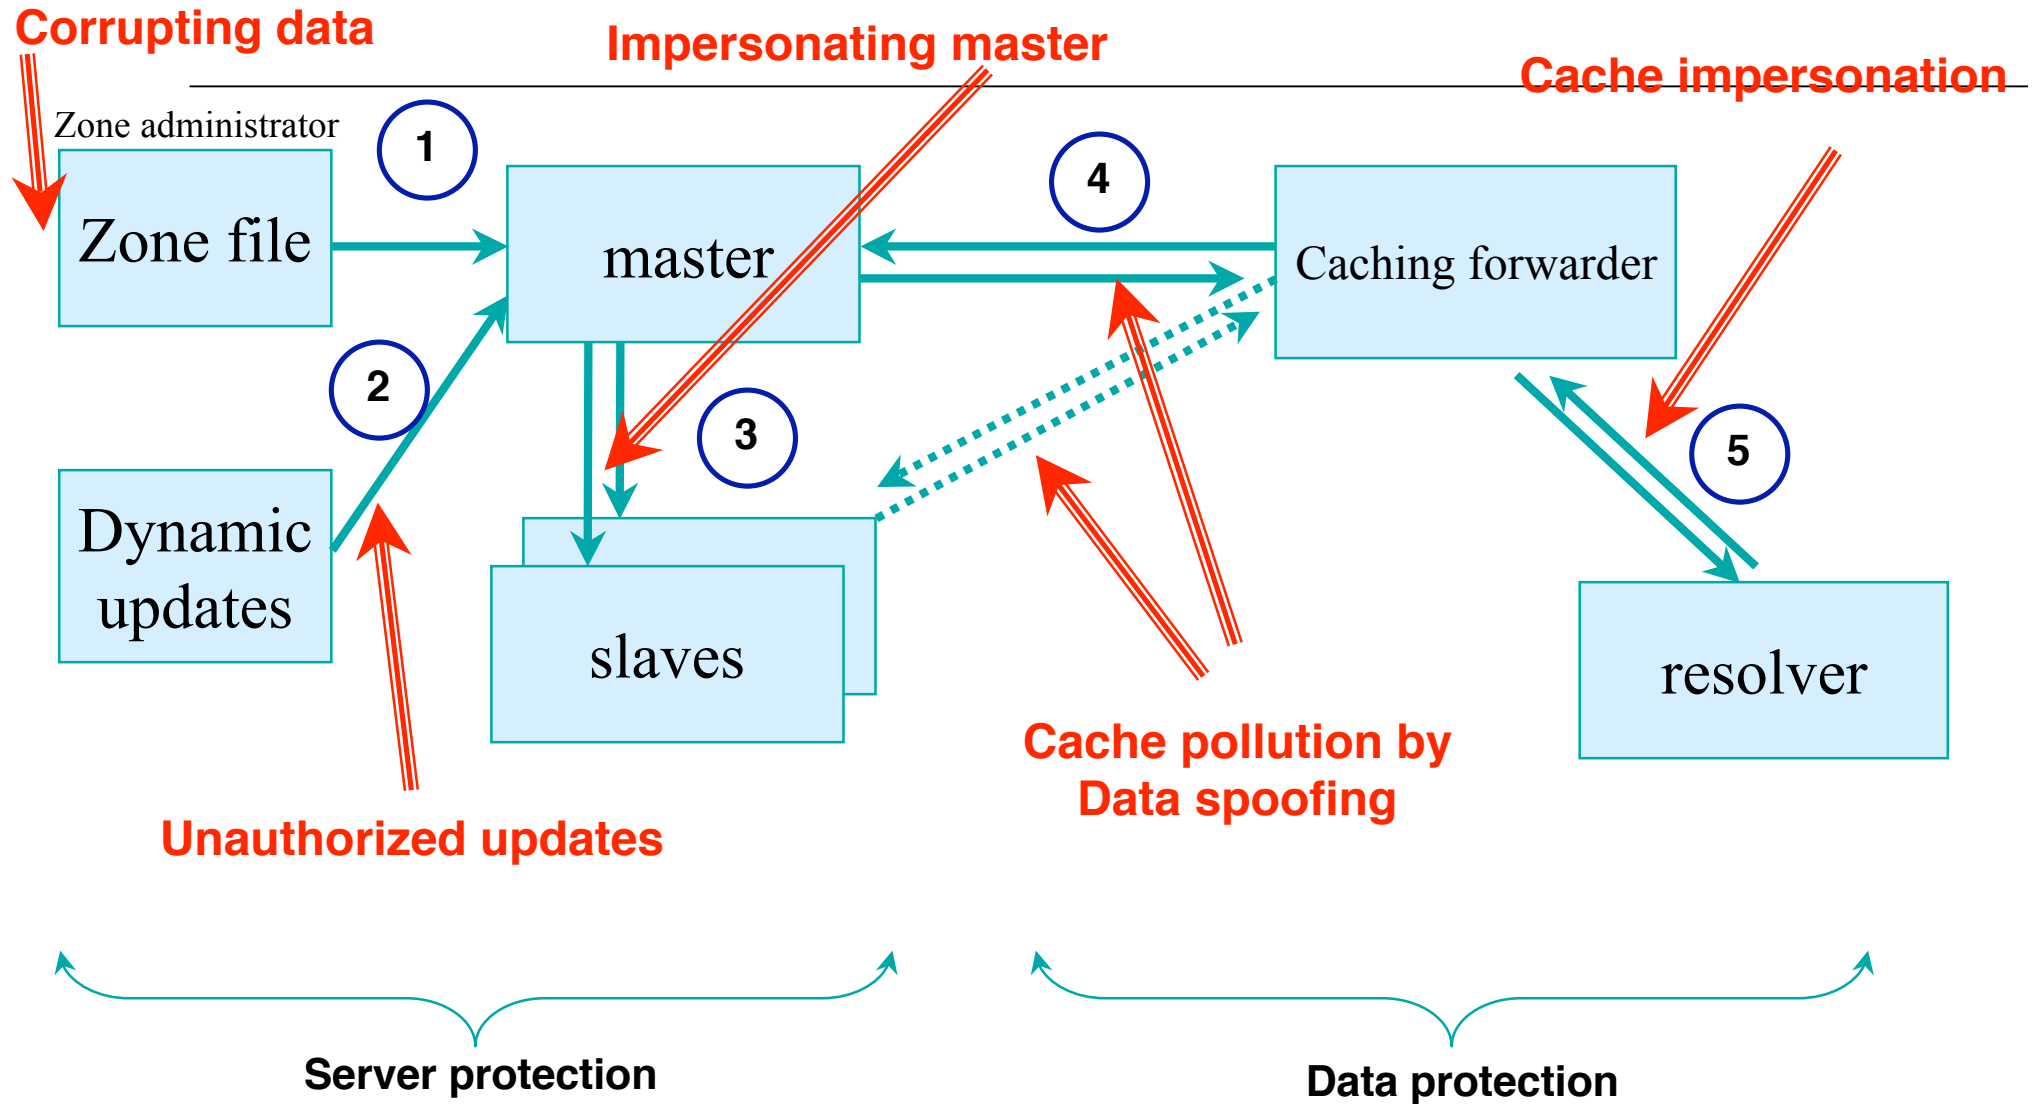 Corrupting data
Impersonating master
Cache impersonation
Zone administrator
1
4
Zone file
master
Caching forwarder
2
3
5
Dynamic
updates
slaves
resolver
Cache pollution by
Data spoofing
Unauthorized updates
Server protection
Data protection